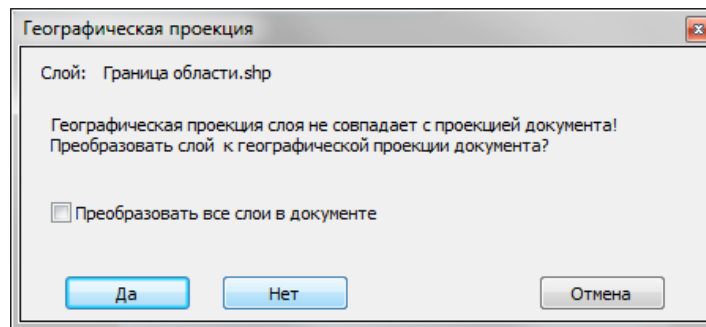 Географическая проекция
Слой: Граница области.shp
Географическая проекция слоя не совпадает с проекцией документа!
Преобразовать слой к географической проекции документа?
Преобразовать все слои в документе
Да Нет Отмена